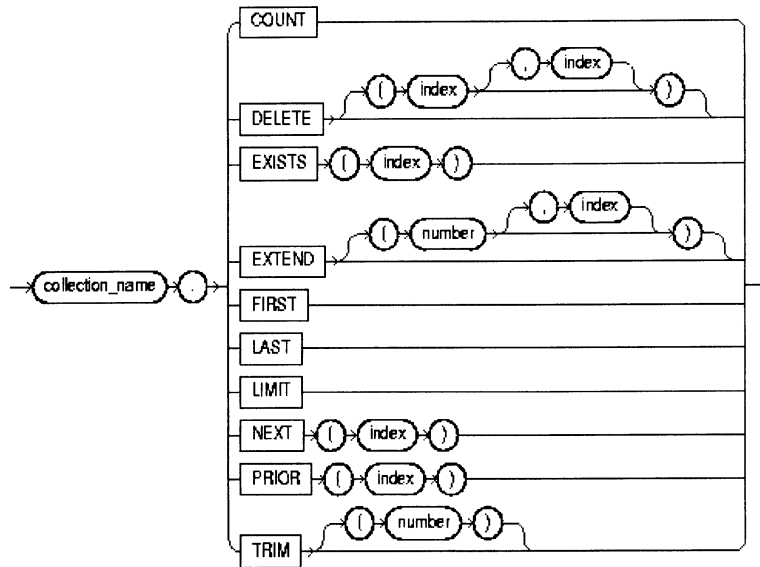 COUNT
DELETE ( index , index )
EXISTS ( index )
EXTEND ( number , index )
collection_name .
FIRST
LAST
LIMIT
NEXT ( index )
PRIOR ( index )
TRIM ( number )